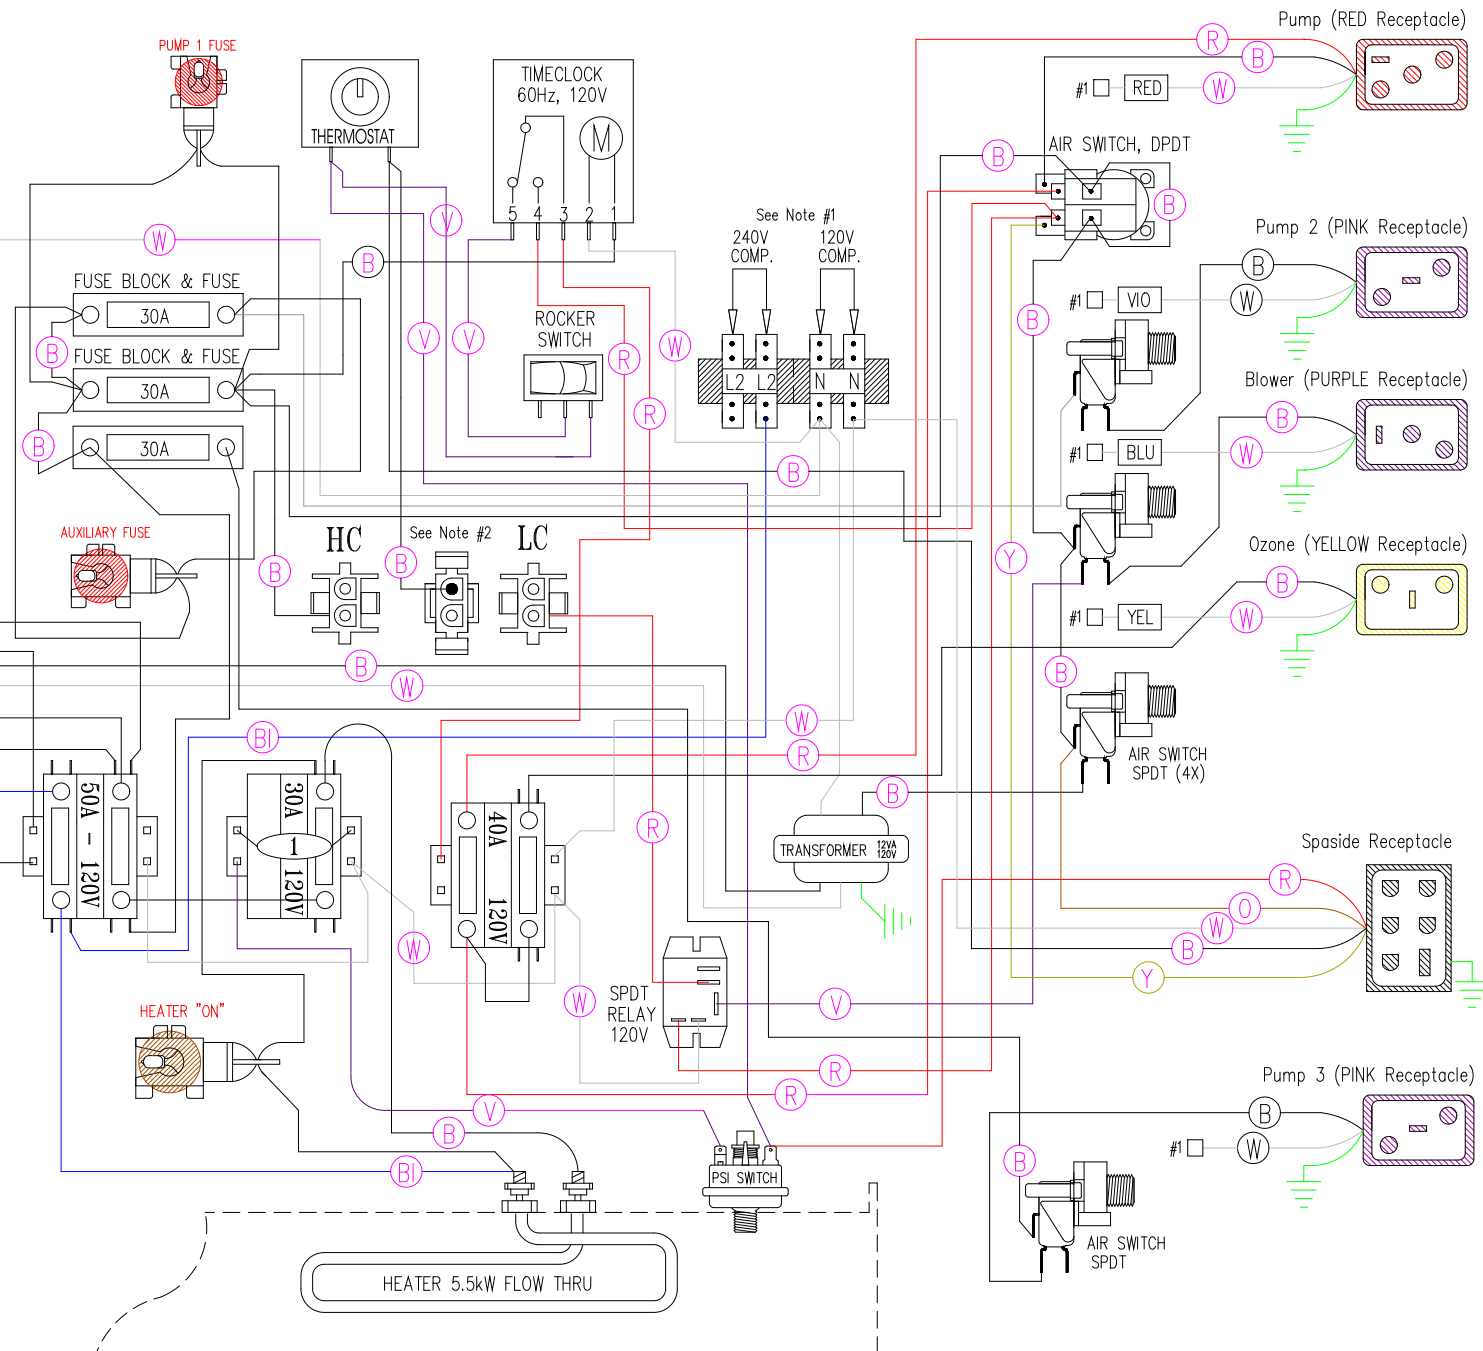 Pump (RED Receptacle)
PUMP 1 FUSE
R
B
TIMECLOCK
60Hz, 120V
#1
RED
W
M
THERMOSTAT
AIR SWITCH, DPDT
B
B
5 4 3 2 1
See Note #1
V
240V
COMP.
120V
COMP.
Pump 2 (PINK Receptacle)
W
B
B
FUSE BLOCK & FUSE
#1
VIO
W
30A
ROCKER
SWITCH
B
V
V
W
R
B
FUSE BLOCK & FUSE
30A
L2
L2
N
N
Blower (PURPLE Receptacle)
R
B
B
30A
#1
BLU
W
B
AUXILIARY FUSE
HC
See Note #2
LC
Ozone (YELLOW Receptacle)
B
B
Y
B
#1
YEL
W
B
W
B
W
BI
R
AIR SWITCH
SPDT (4X)
50A - 120V
30A
120V
1
40A
120V
B
R
TRANSFORMER
12VA
120V
Spaside Receptacle
R
O
W
W
B
Y
SPDT
RELAY
120V
W
V
HEATER "ON"
R
R
Pump 3 (PINK Receptacle)
V
B
B
#1
W
B
BI
PSI SWITCH
AIR SWITCH
SPDT
HEATER 5.5kW FLOW THRU